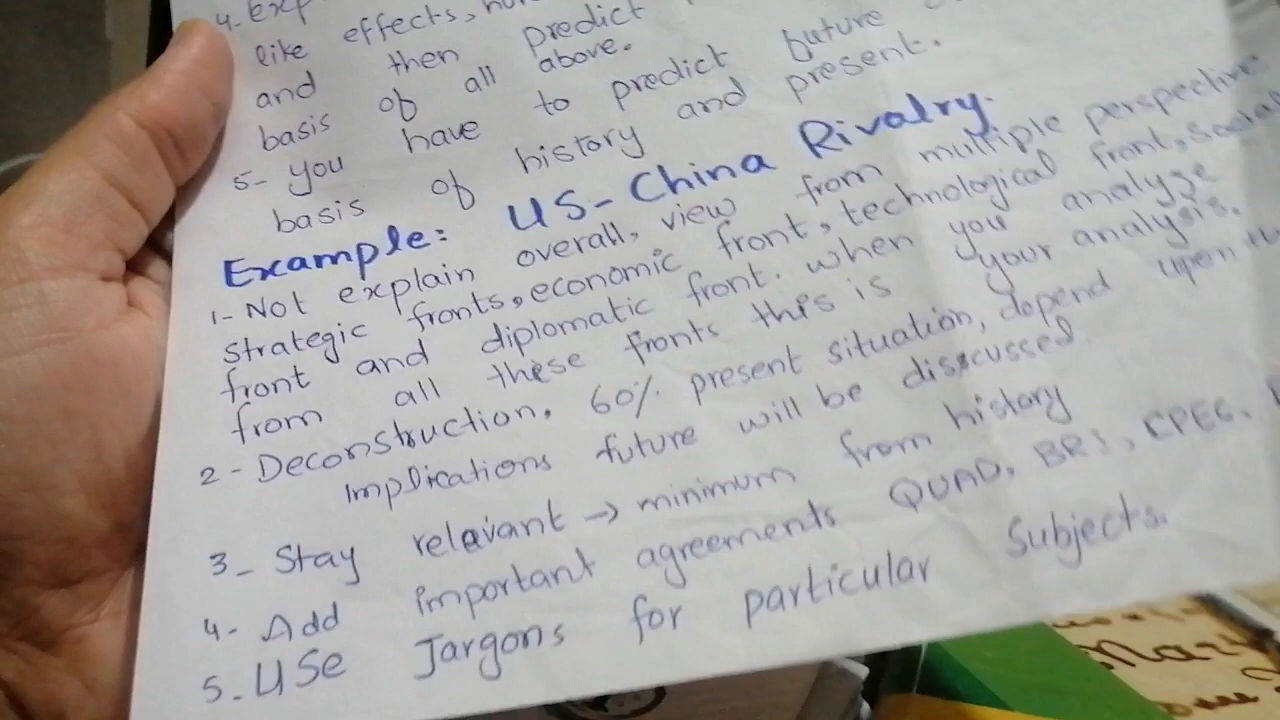 4. exp
like effects,
and then predict
basis of all above.
5- you have to predict future
basis of history and present.
Example: US-China Rivalry.
1- Not explain overall, view from multiple perspective
strategic fronts, economic front, technological front, social
front and diplomatic front. when you analyze
from all these fronts this is your analysis.
2- Deconstruction. 60% present situation, depend upon
implications future will be disscussed.
3- Stay relevant → minimum from history
4- Add important agreements QUAD, BRI, CPEC,
5- USe Jargons for particular Subjects.